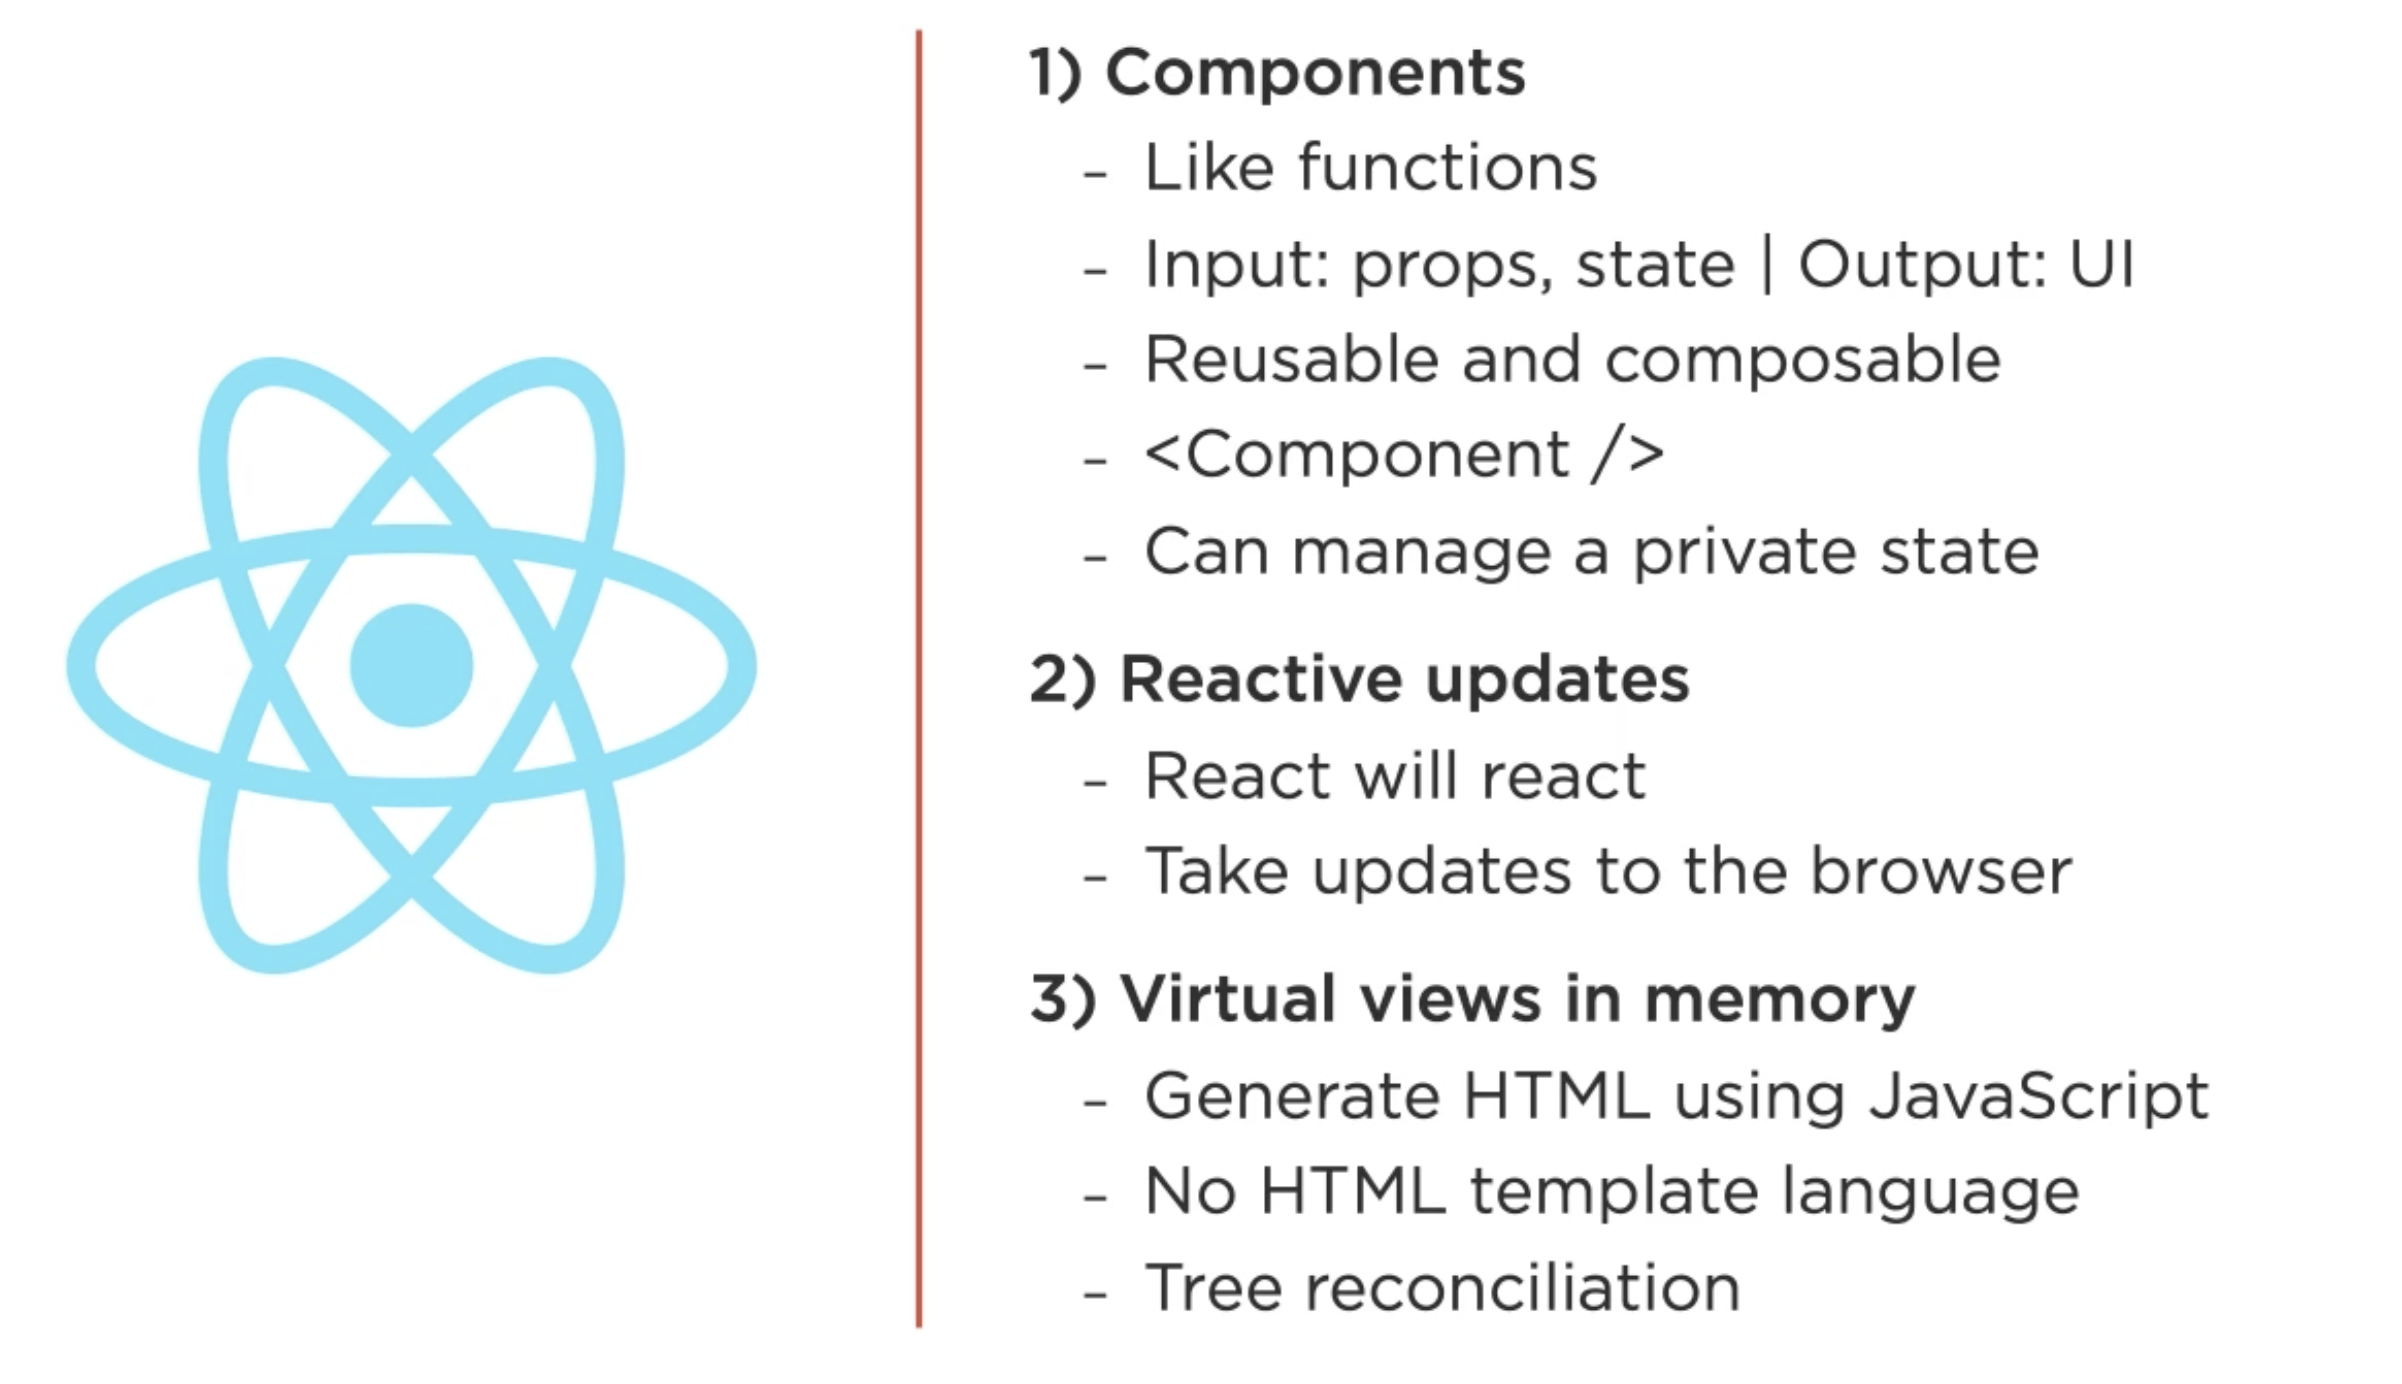 1) Components
– Like functions
– Input: props, state | Output: UI
– Reusable and composable
– <Component />
– Can manage a private state
2) Reactive updates
– React will react
– Take updates to the browser
3) Virtual views in memory
– Generate HTML using JavaScript
– No HTML template language
– Tree reconciliation